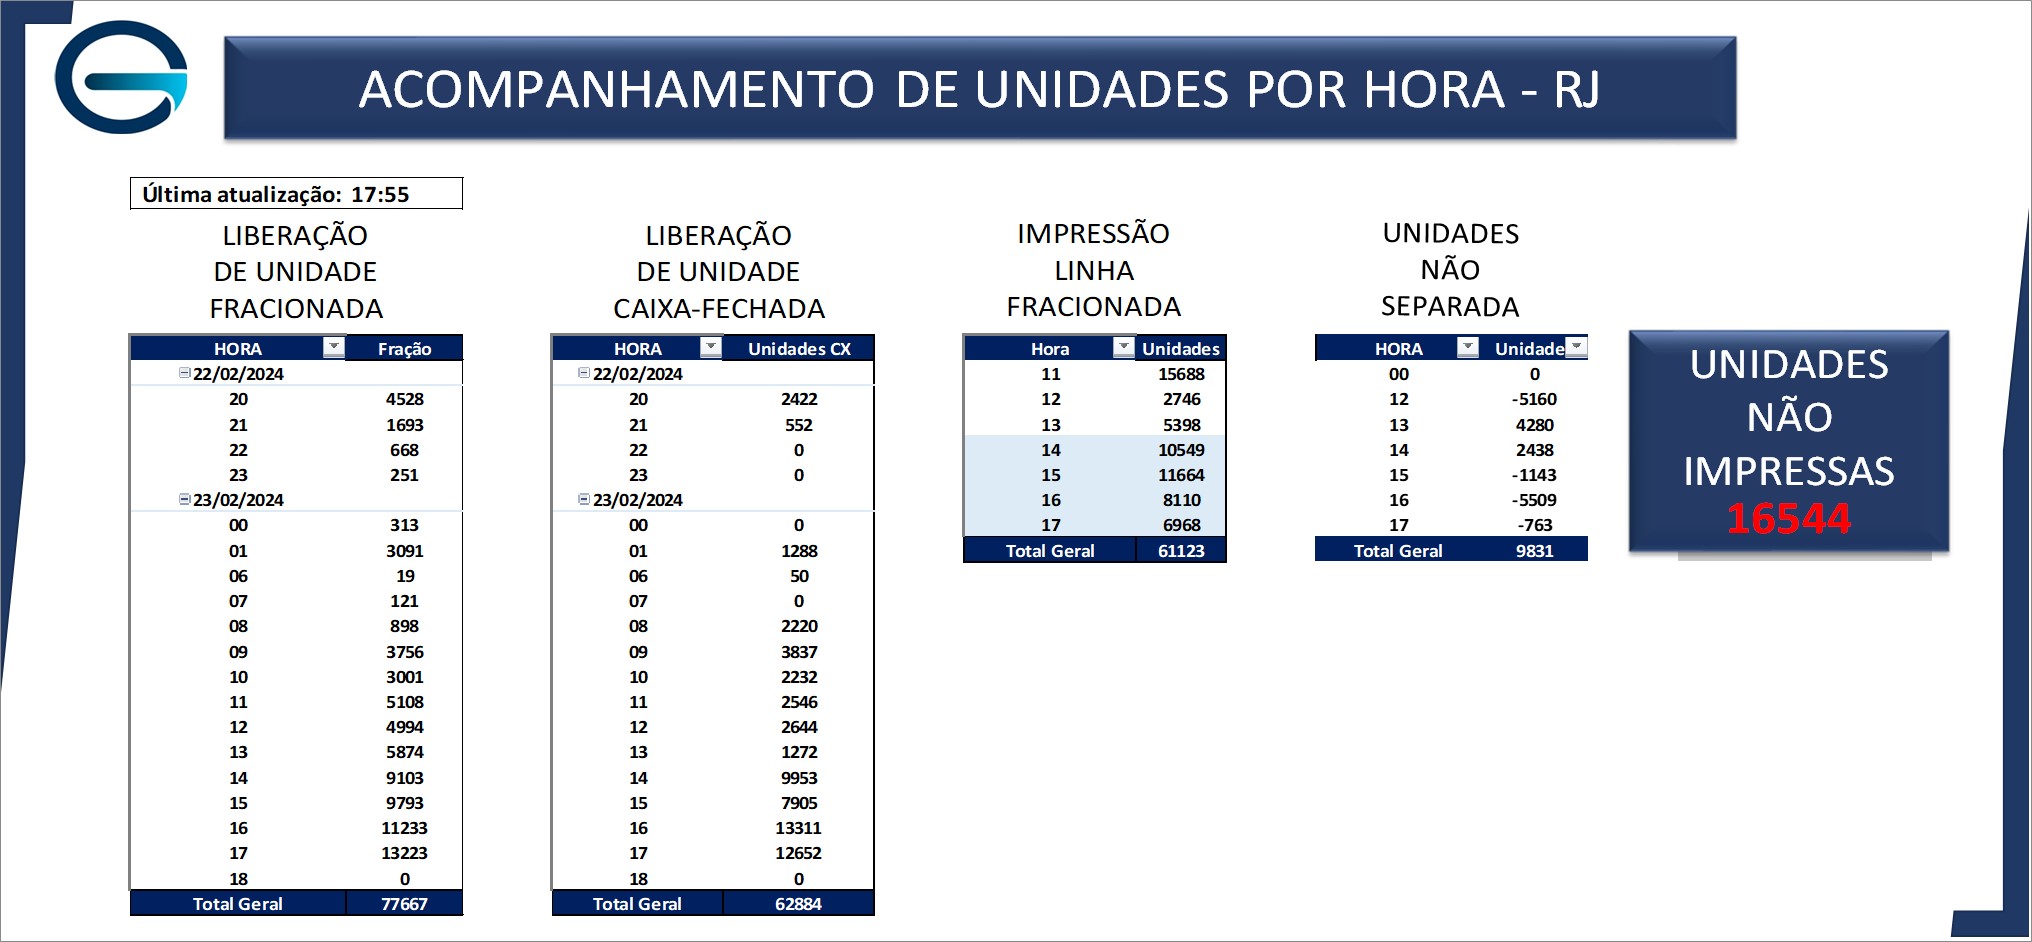 ACOMPANHAMENTO DE UNIDADES POR HORA - RJ
Última atualização: 17:55
LIBERAÇÃO
DE UNIDADE
FRACIONADA
HORA Fração
22/02/2024
20 4528
21 1693
22 668
23 251
23/02/2024
00 313
01 3091
06 19
07 121
08 898
09 3756
10 3001
11 5108
12 4994
13 5874
14 9103
15 9793
16 11233
17 13223
18 0
Total Geral 77667
LIBERAÇÃO
DE UNIDADE
CAIXA-FECHADA
HORA Unidades CX
22/02/2024
20 2422
21 552
22 0
23 0
23/02/2024
00 0
01 1288
06 50
07 0
08 2220
09 3837
10 2232
11 2546
12 2644
13 1272
14 9953
15 7905
16 13311
17 12652
18 0
Total Geral 62884
IMPRESSÃO
LINHA
FRACIONADA
Hora Unidades
11 15688
12 2746
13 5398
14 10549
15 11664
16 8110
17 6968
Total Geral 61123
UNIDADES
NÃO
SEPARADA
HORA Unidade
00 0
12 -5160
13 4280
14 2438
15 -1143
16 -5509
17 -763
Total Geral 9831
UNIDADES
NÃO
IMPRESSAS
16544